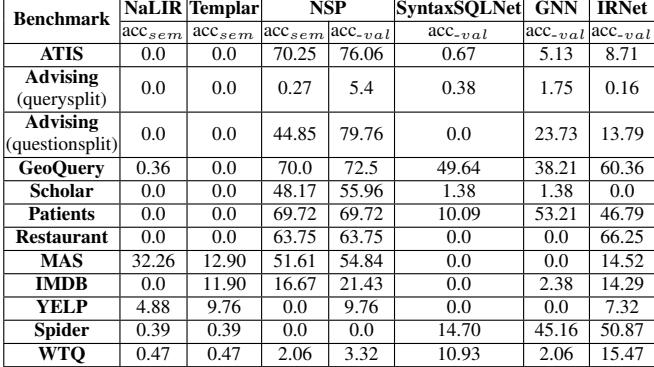 Benchmark NaLIR Templar NSP SyntaxSQLNet GNN IRNet
acc_sem acc_sem acc_sem acc_-val acc_-val acc_-val acc_-val
ATIS 0.0 0.0 70.25 76.06 0.67 5.13 8.71
Advising (querysplit) 0.0 0.0 0.27 5.4 0.38 1.75 0.16
Advising (questionsplit) 0.0 0.0 44.85 79.76 0.0 23.73 13.79
GeoQuery 0.36 0.0 70.0 72.5 49.64 38.21 60.36
Scholar 0.0 0.0 48.17 55.96 1.38 1.38 0.0
Patients 0.0 0.0 69.72 69.72 10.09 53.21 46.79
Restaurant 0.0 0.0 63.75 63.75 0.0 0.0 66.25
MAS 32.26 12.90 51.61 54.84 0.0 0.0 14.52
IMDB 0.0 11.90 16.67 21.43 0.0 2.38 14.29
YELP 4.88 9.76 0.0 9.76 0.0 0.0 7.32
Spider 0.39 0.39 0.0 0.0 14.70 45.16 50.87
WTQ 0.47 0.47 2.06 3.32 10.93 2.06 15.47